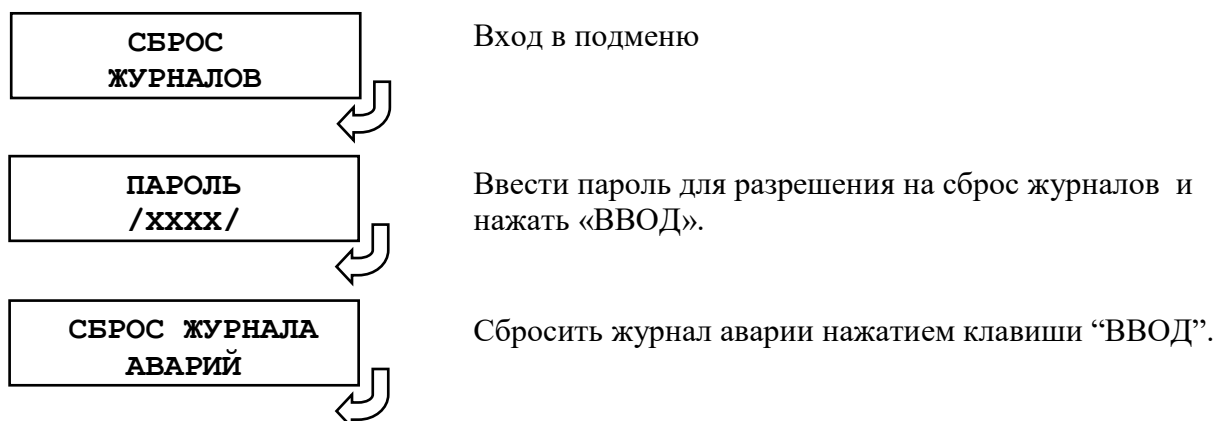 СБРОС
ЖУРНАЛОВ
Вход в подменю
ПАРОЛЬ
/XXXX/
Ввести пароль для разрешения на сброс журналов и
нажать «ВВОД».
СБРОС ЖУРНАЛА
АВАРИЙ
Сбросить журнал аварии нажатием клавиши “ВВОД”.